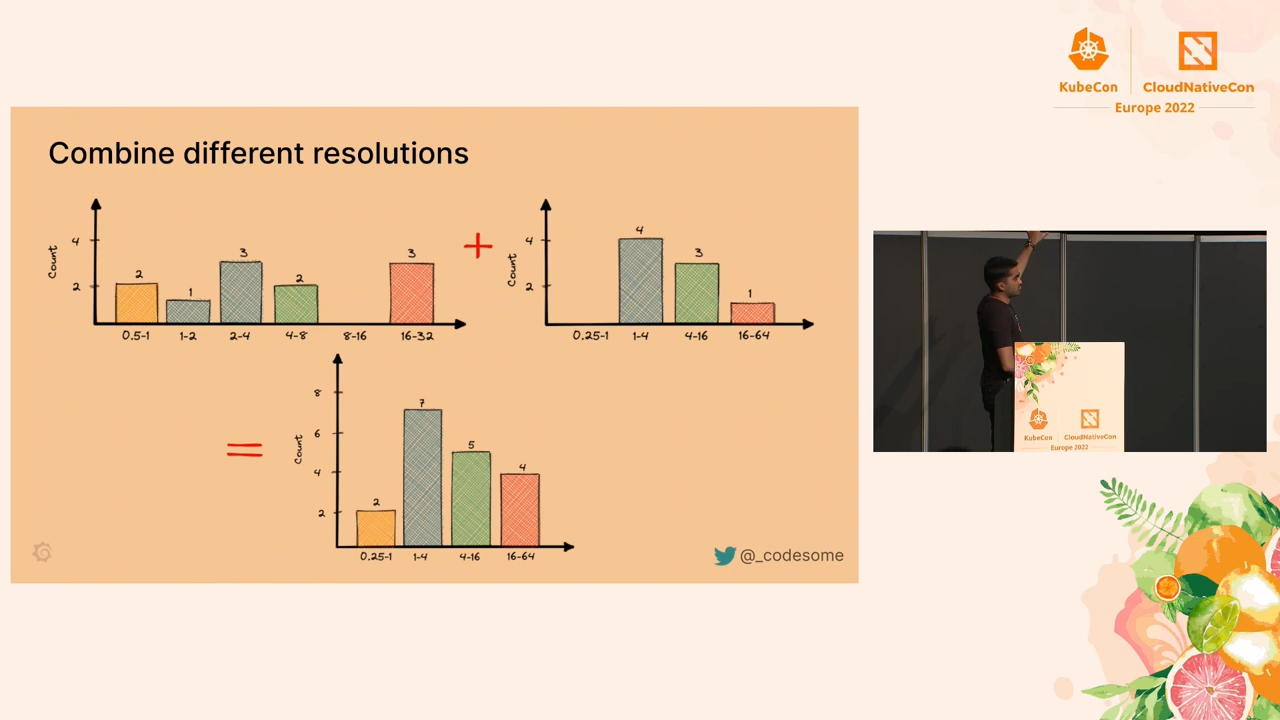 KubeCon
CloudNativeCon
Europe 2022
Combine different resolutions
Count
4
2
2
1
3
2
3
0.5-1 1-2 2-4 4-8 8-16 16-32
+
Count
4
2
4
3
1
0.25-1 1-4 4-16 16-64
=
Count
8
6
4
2
2
7
5
4
0.25-1 1-4 4-16 16-64
@_codesome
KubeCon
CloudNativeCon
Europe 2022